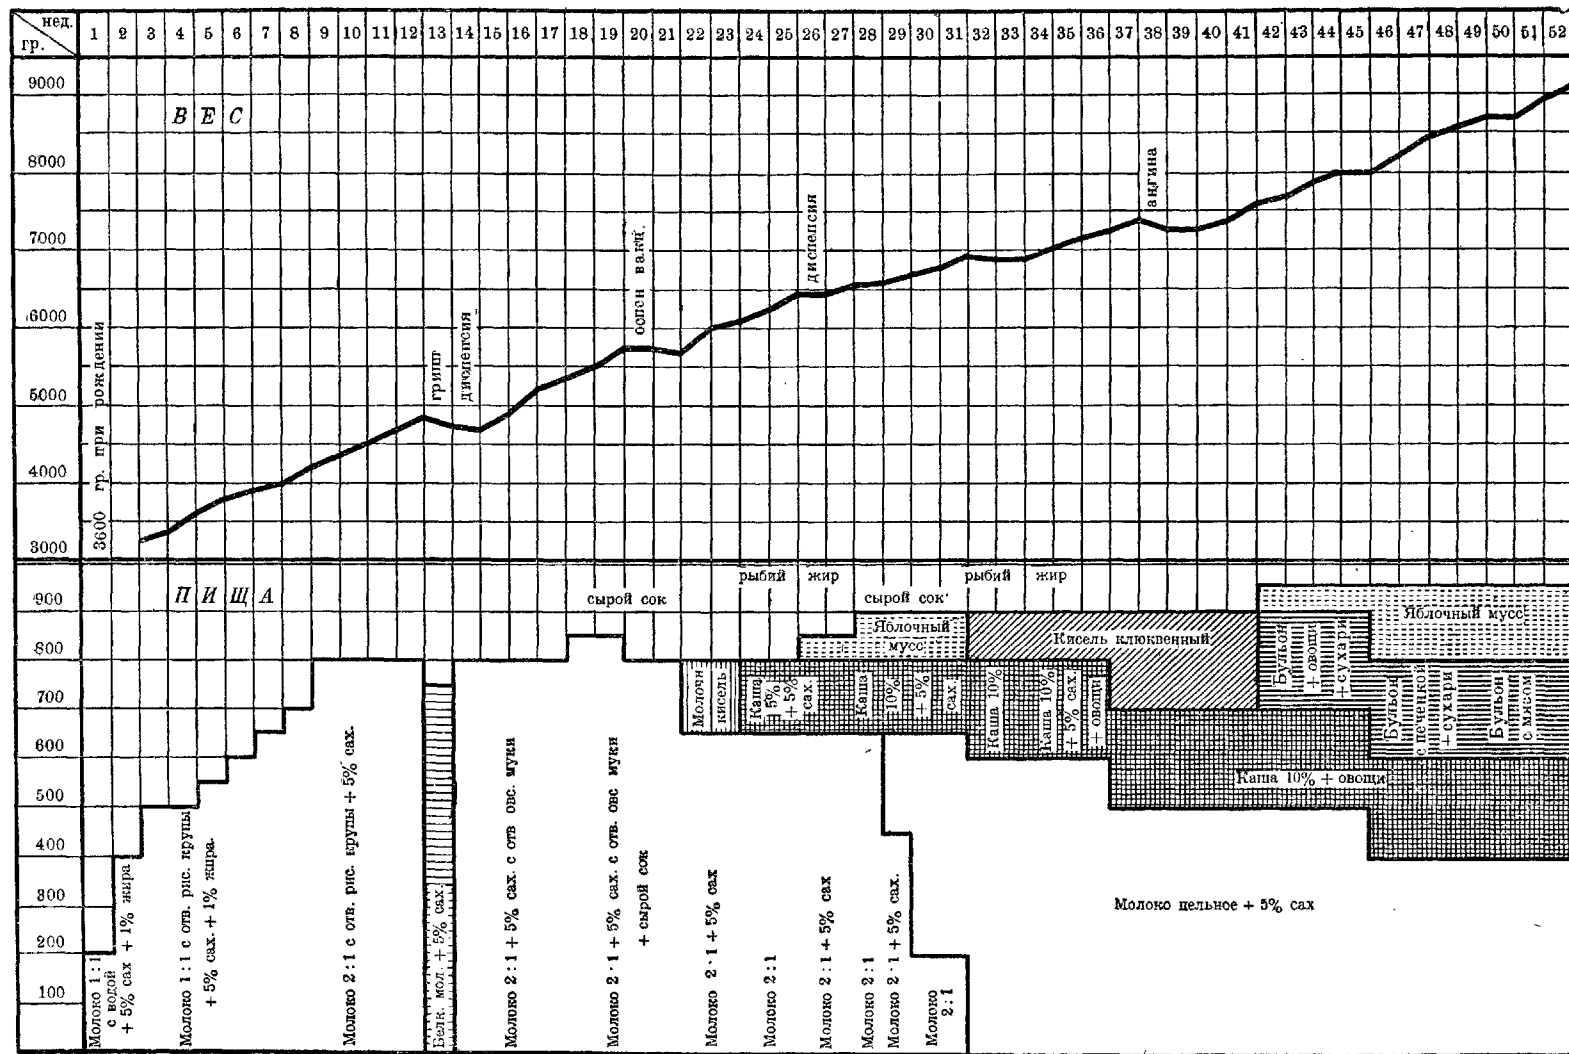 нед.
гр.
1 2 3 4 5 6 7 8 9 10 11 12 13 14 15 16 17 18 19 20 21 22 23 24 25 26 27 28 29 30 31 32 33 34 35 36 37 38 39 40 41 42 43 44 45 46 47 48 49 50 51 52
9000
ВЕС
8000
7000
6000
5000
4000
3000
3600 гр. при рождении
грипп
диспепсия
оспен вакц.
диспепсия
ангина
ПИЩА
900
800
700
600
500
400
800
200
100
рыбий жир
рыбий жир
сырой сок
сырой сок
Яблочный
мусс
Кисель клюквенный
Яблочный мусс
Молочн
кисель
Каша
5%
+ 5%
сах
Каша
10%
+ 5%
сах
Каша 10%
Каша 10%
+ 5% сах.
+ овощи
Бульон
+ овощи
+ сухари
Бульон
с печенкой
+ сухари
Бульон
с мясом
Каша 10% + овощи
Молоко 1:1
с водой
+ 5% сах + 1% жира
Молоко 1:1 с отв. рис. крупы
+ 5% сах. + 1% жира.
Молоко 2:1 с отв. рис. крупы + 5% сах.
Белк. мол. + 5% сах.
Молоко 2:1 + 5% сах. с отв овс. муки
Молоко 2·1 + 5% сах. с отв. овс муки
+ сырой сок
Молоко 2·1 + 5% сах
Молоко 2:1
Молоко 2:1 + 5% сах
Молоко 2:1
Молоко 2·1 + 5% сах.
Молоко
2:1
Молоко цельное + 5% сах